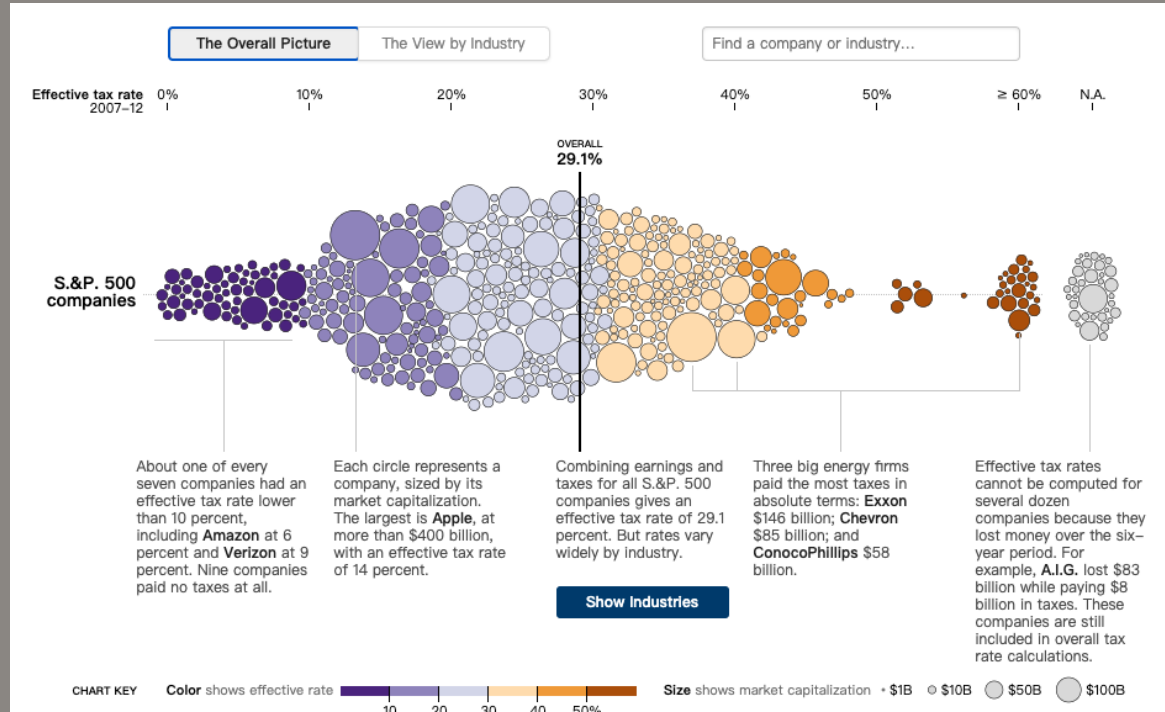 The Overall Picture
The View by Industry
Find a company or industry...
Effective tax rate
2007–12
0%
10%
20%
30%
40%
50%
≥ 60%
N.A.
OVERALL
29.1%
S.&P. 500
companies
About one of every
seven companies had an
effective tax rate lower
than 10 percent,
including Amazon at 6
percent and Verizon at 9
percent. Nine companies
paid no taxes at all.
Each circle represents a
company, sized by its
market capitalization.
The largest is Apple, at
more than $400 billion,
with an effective tax rate
of 14 percent.
Combining earnings and
taxes for all S.&P. 500
companies gives an
effective tax rate of 29.1
percent. But rates vary
widely by industry.
Show Industries
Three big energy firms
paid the most taxes in
absolute terms: Exxon
$146 billion; Chevron
$85 billion; and
ConocoPhillips $58
billion.
Effective tax rates
cannot be computed for
several dozen
companies because they
lost money over the six–
year period. For
example, A.I.G. lost $83
billion while paying $8
billion in taxes. These
companies are still
included in overall tax
rate calculations.
CHART KEY
Color shows effective rate
10
20
30
40
50%
Size shows market capitalization
$1B
$10B
$50B
$100B